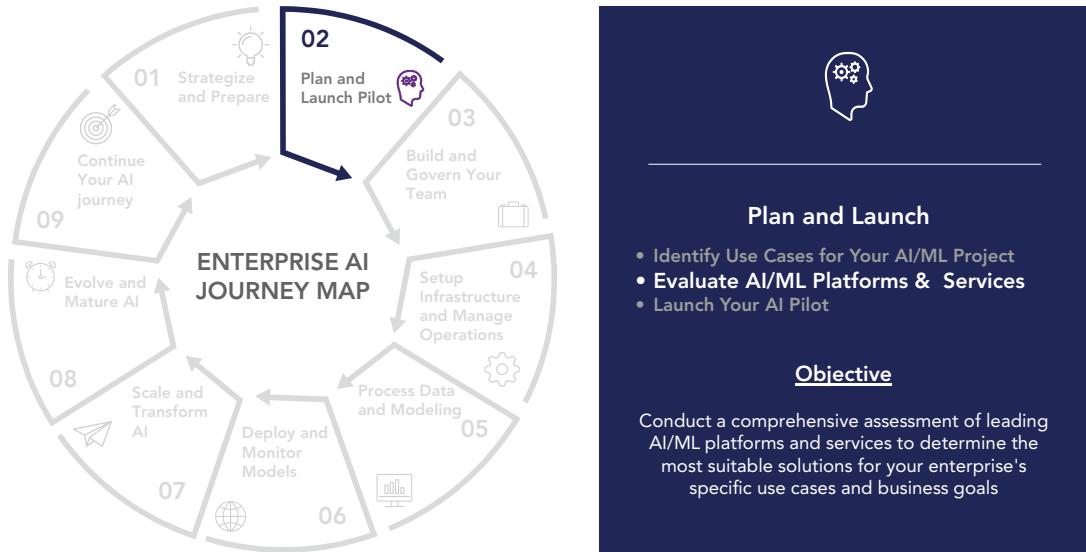 01
Strategize
and Prepare
02
Plan and
Launch Pilot
03
Build and
Govern Your
Team
04
Setup
Infrastructure
and Manage
Operations
Process Data
and Modeling
05
Deploy and
Monitor
Models
06
Scale and
Transform
AI
07
Evolve and
Mature AI
08
Continue
Your AI
journey
09
ENTERPRISE AI
JOURNEY MAP
Plan and Launch
• Identify Use Cases for Your AI/ML Project
• Evaluate AI/ML Platforms & Services
• Launch Your AI Pilot
Objective
Conduct a comprehensive assessment of leading
AI/ML platforms and services to determine the
most suitable solutions for your enterprise's
specific use cases and business goals